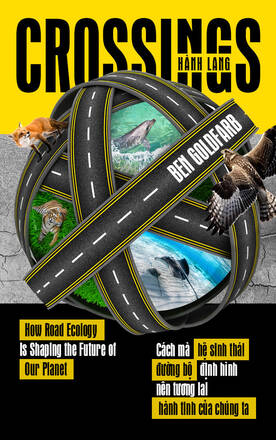 CROSSINGS
HÀNH LANG
BEN GOLDFARB
How Road Ecology
Is Shaping the Future of
Our Planet
Cách mà hệ sinh thái
đường bộ định hình
nên tương lai
hành tinh của chúng ta